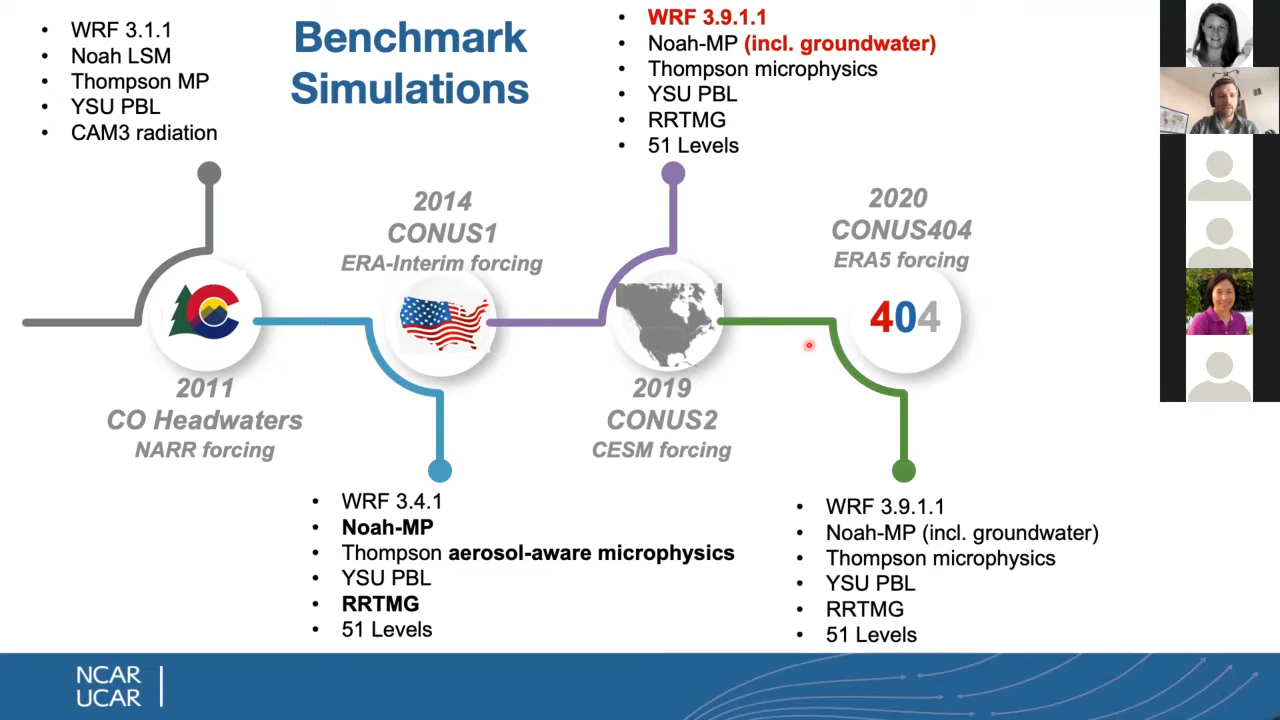 Benchmark
Simulations
• WRF 3.1.1
• Noah LSM
• Thompson MP
• YSU PBL
• CAM3 radiation
2011
CO Headwaters
NARR forcing
2014
CONUS1
ERA-Interim forcing
• WRF 3.4.1
• Noah-MP
• Thompson aerosol-aware microphysics
• YSU PBL
• RRTMG
• 51 Levels
• WRF 3.9.1.1
• Noah-MP (incl. groundwater)
• Thompson microphysics
• YSU PBL
• RRTMG
• 51 Levels
2019
CONUS2
CESM forcing
2020
CONUS404
ERA5 forcing
404
• WRF 3.9.1.1
• Noah-MP (incl. groundwater)
• Thompson microphysics
• YSU PBL
• RRTMG
• 51 Levels
NCAR
UCAR